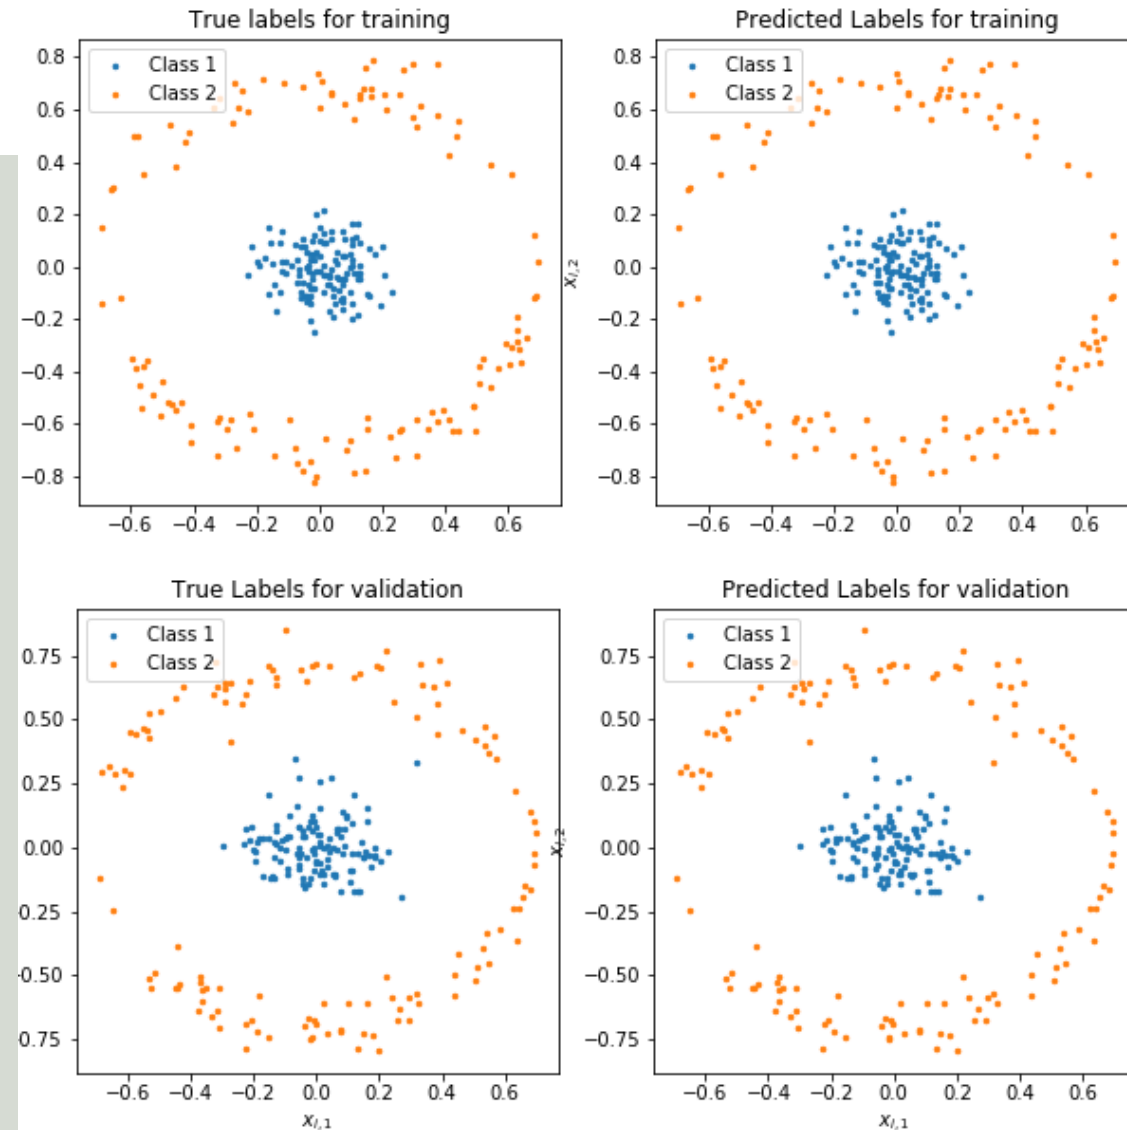 True labels for training
Predicted Labels for training
Class 1
Class 2
Class 1
Class 2
0.8
0.6
0.4
0.2
0.0
−0.2
−0.4
−0.6
−0.8
−0.6 −0.4 −0.2 0.0 0.2 0.4 0.6
x_{i,2}
0.8
0.6
0.4
0.2
0.0
−0.2
−0.4
−0.6
−0.8
−0.6 −0.4 −0.2 0.0 0.2 0.4 0.6
True Labels for validation
Predicted Labels for validation
Class 1
Class 2
Class 1
Class 2
0.75
0.50
0.25
0.00
0.25
0.50
0.75
−0.6 −0.4 −0.2 0.0 0.2 0.4 0.6
x_{i,1}
x_{i,2}
0.75
0.50
0.25
0.00
−0.25
−0.50
−0.75
−0.6 −0.4 −0.2 0.0 0.2 0.4 0.6
x_{i,1}